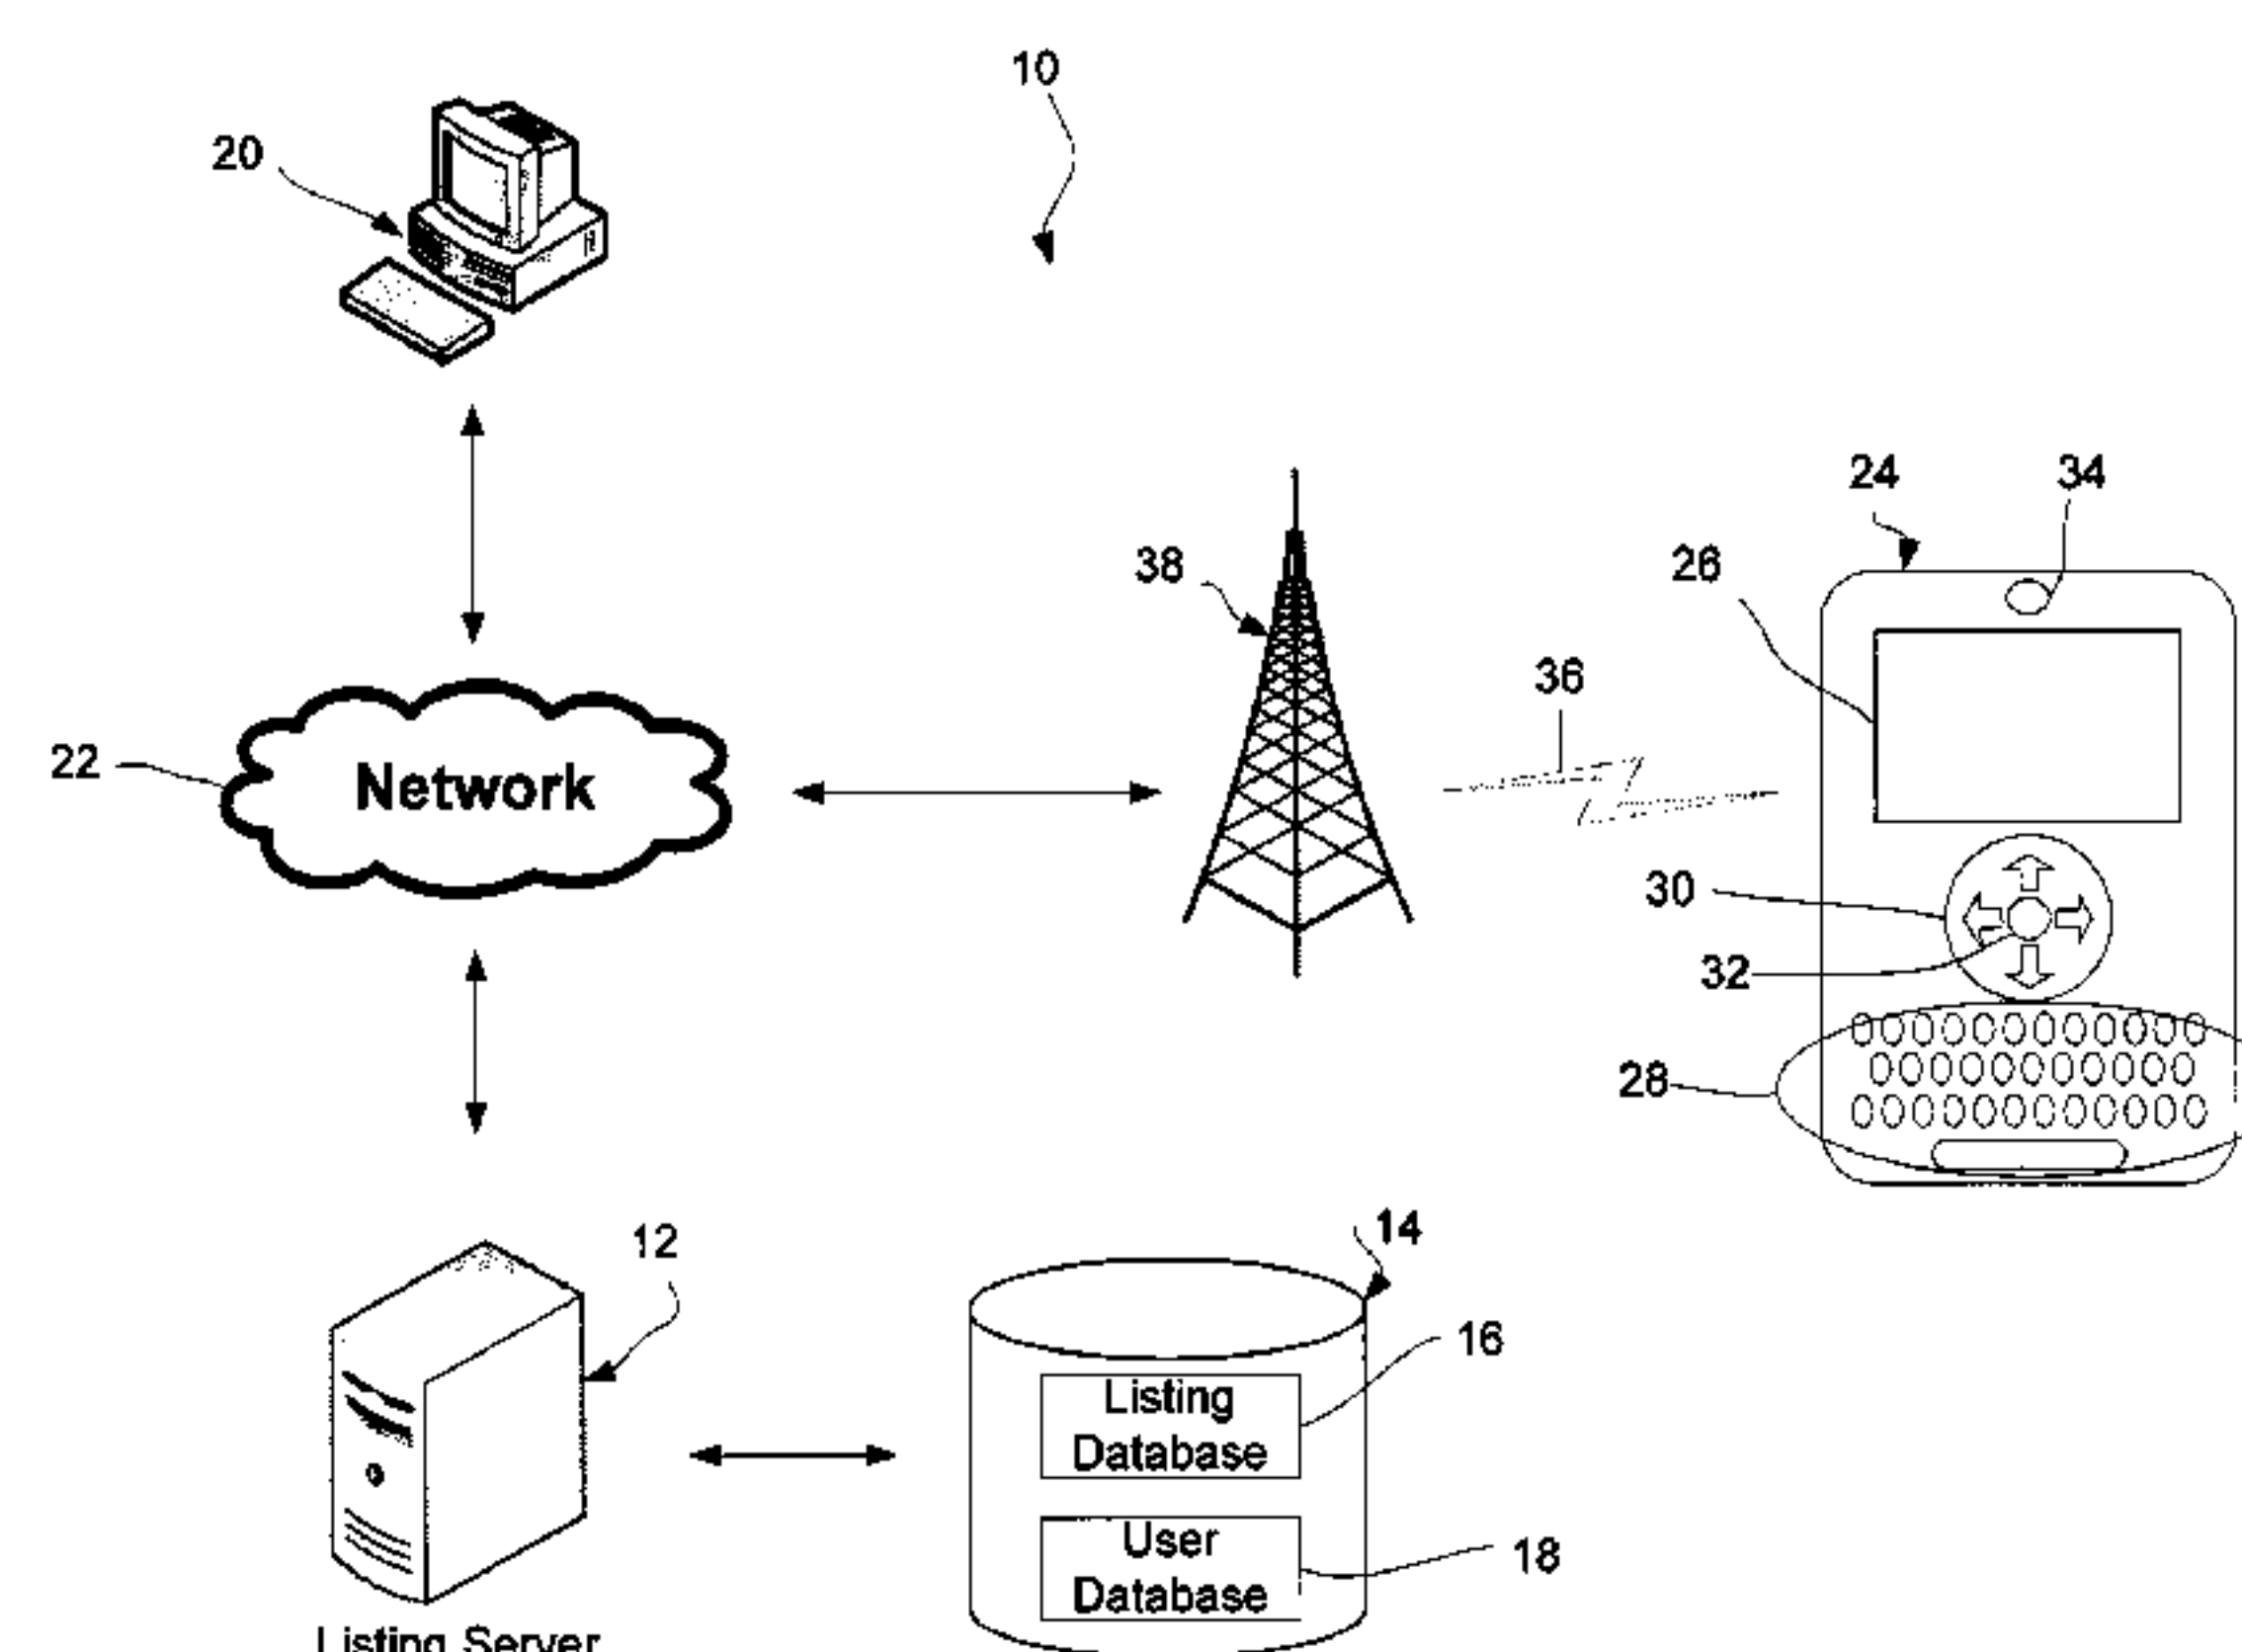 10
20
24
34
38
26
36
22
Network
30
32
28
12
14
16
Listing
Database
User
Database
18
Listing Server